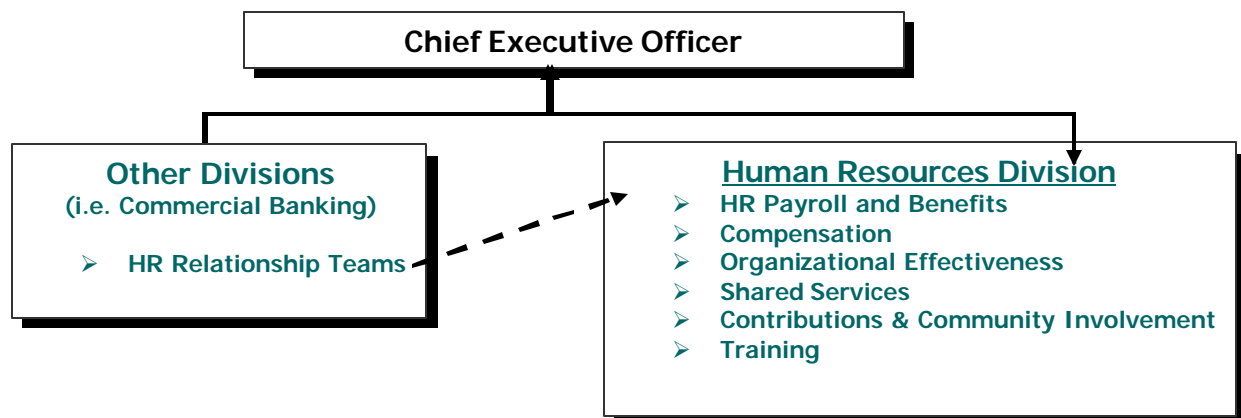 Chief Executive Officer
Other Divisions
(i.e. Commercial Banking)
➢ HR Relationship Teams
Human Resources Division
➢ HR Payroll and Benefits
➢ Compensation
➢ Organizational Effectiveness
➢ Shared Services
➢ Contributions & Community Involvement
➢ Training